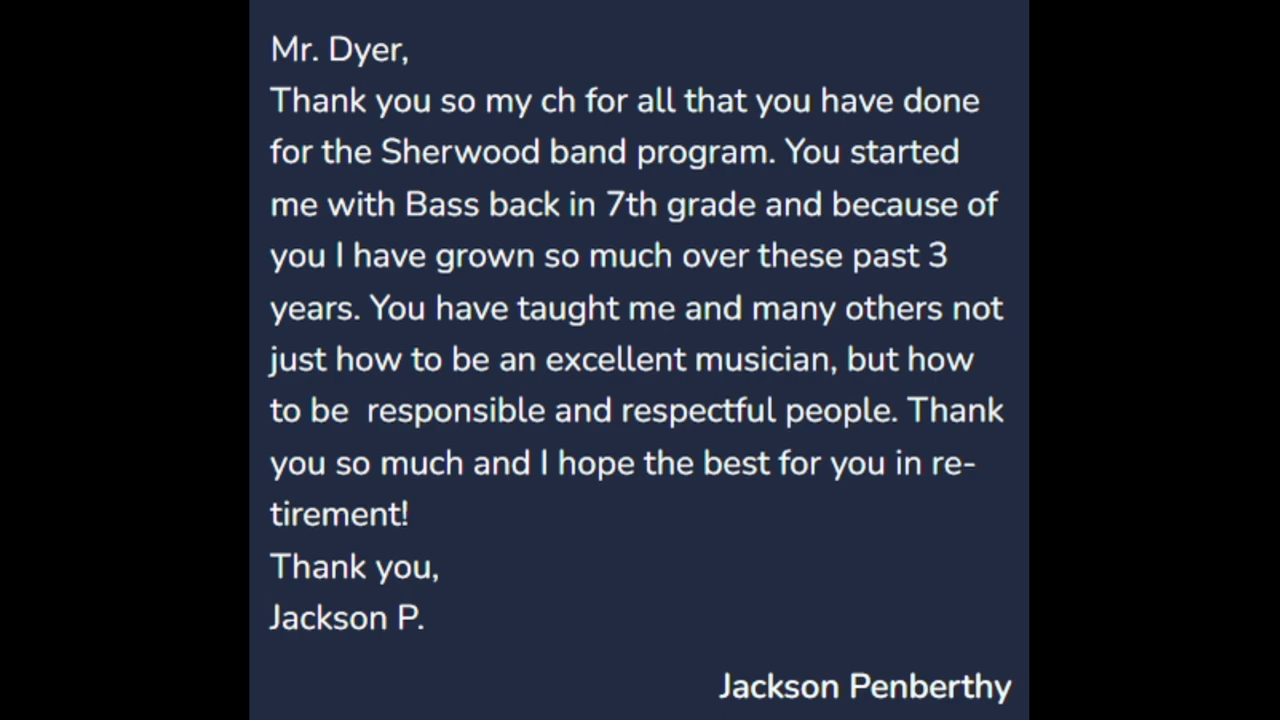 Mr. Dyer,
Thank you so my ch for all that you have done
for the Sherwood band program. You started
me with Bass back in 7th grade and because of
you I have grown so much over these past 3
years. You have taught me and many others not
just how to be an excellent musician, but how
to be  responsible and respectful people. Thank
you so much and I hope the best for you in re-
tirement!
Thank you,
Jackson P.
Jackson Penberthy